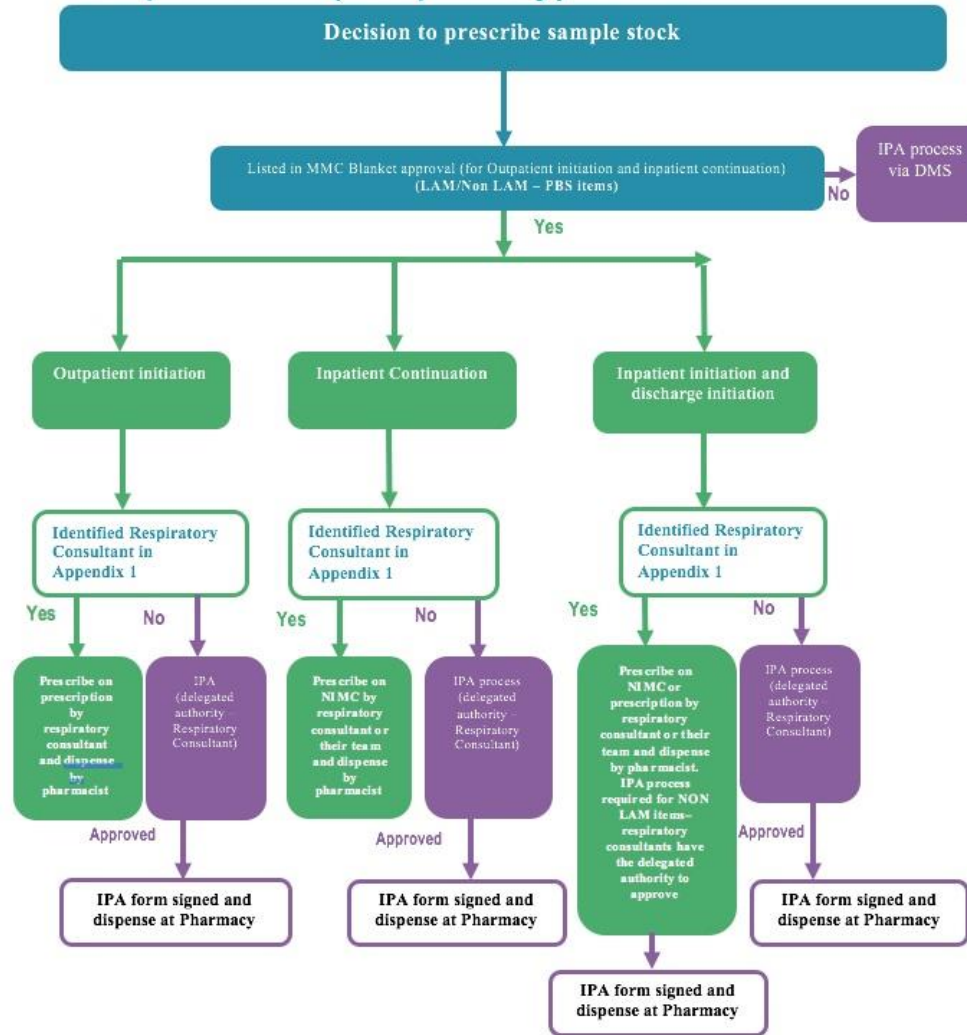 Decision to prescribe sample stock
Listed in MMC Blanket approval (for Outpatient initiation and inpatient continuation)
(LAM/Non LAM – PBS items)
IPA process
via DMS
No
Yes
Outpatient initiation
Inpatient Continuation
Inpatient initiation and
discharge initiation
Identified Respiratory
Consultant in
Appendix 1
Identified Respiratory
Consultant in
Appendix 1
Identified Respiratory
Consultant in
Appendix 1
Yes
No
Yes
No
Yes
No
Prescribe on
prescription
by
respiratory
consultant
and dispense
by
pharmacist
IPA
(delegated
authority –
Respiratory
Consultant)
Prescribe on
NIMC by
respiratory
consultant or
their team
and dispense
by
pharmacist
IPA process
(delegated
authority –
Respiratory
Consultant)
Prescribe on
NIMC or
prescription by
respiratory
consultant or their
team and dispense
by pharmacist.
IPA process
required for NON
LAM items–
respiratory
consultants have
the delegated
authority to
approve
IPA process
(delegated
authority –
Respiratory
Consultant)
Approved
Approved
Approved
IPA form signed and
dispense at Pharmacy
IPA form signed and
dispense at Pharmacy
IPA form signed and
dispense at Pharmacy
IPA form signed and
dispense at Pharmacy